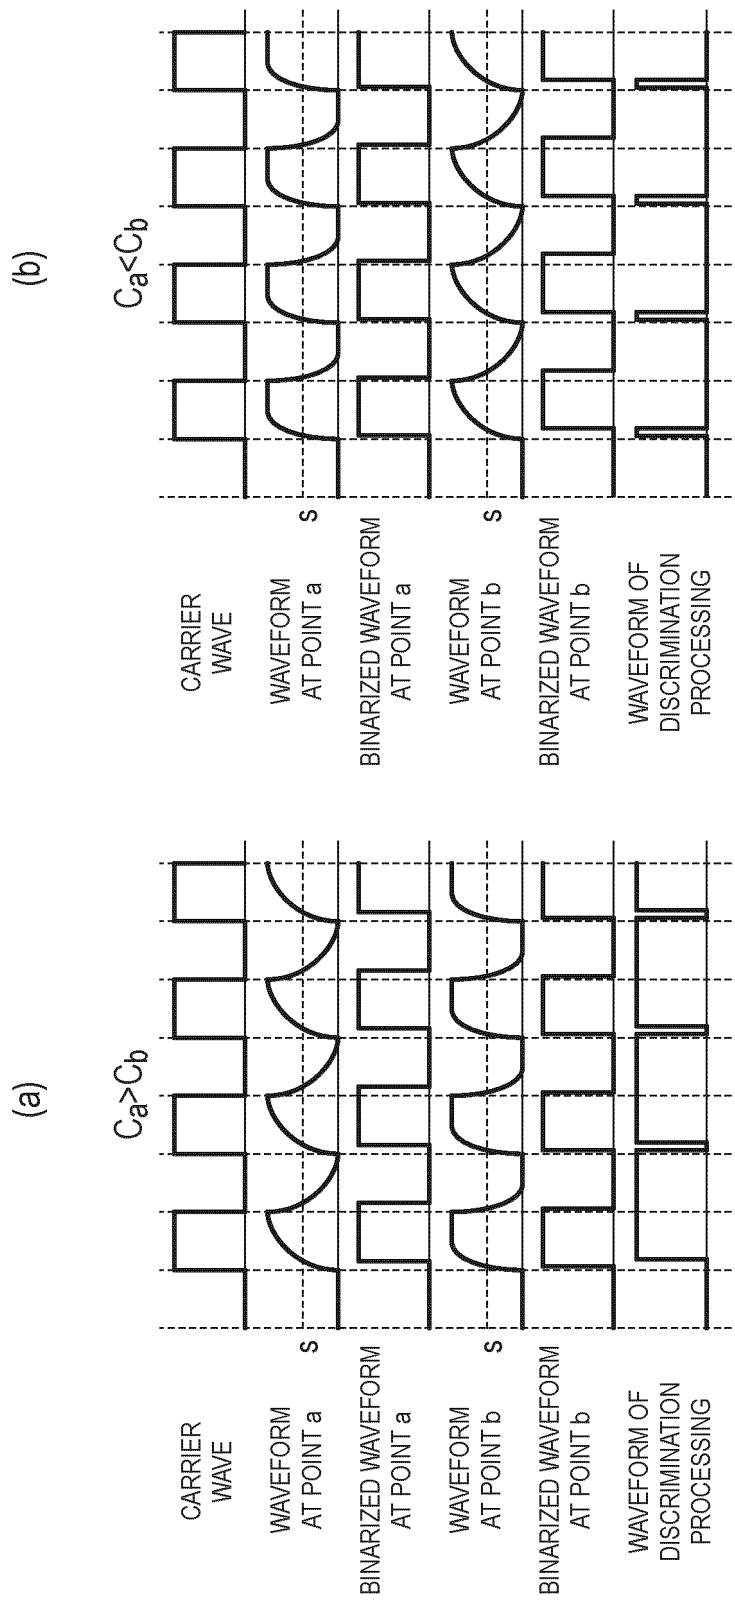 (a)
Ca>Cb
CARRIER
WAVE
WAVEFORM
AT POINT a
s
BINARIZED WAVEFORM
AT POINT a
WAVEFORM
AT POINT b
s
BINARIZED WAVEFORM
AT POINT b
WAVEFORM OF
DISCRIMINATION
PROCESSING
(b)
Ca<Cb
CARRIER
WAVE
WAVEFORM
AT POINT a
s
BINARIZED WAVEFORM
AT POINT a
WAVEFORM
AT POINT b
s
BINARIZED WAVEFORM
AT POINT b
WAVEFORM OF
DISCRIMINATION
PROCESSING